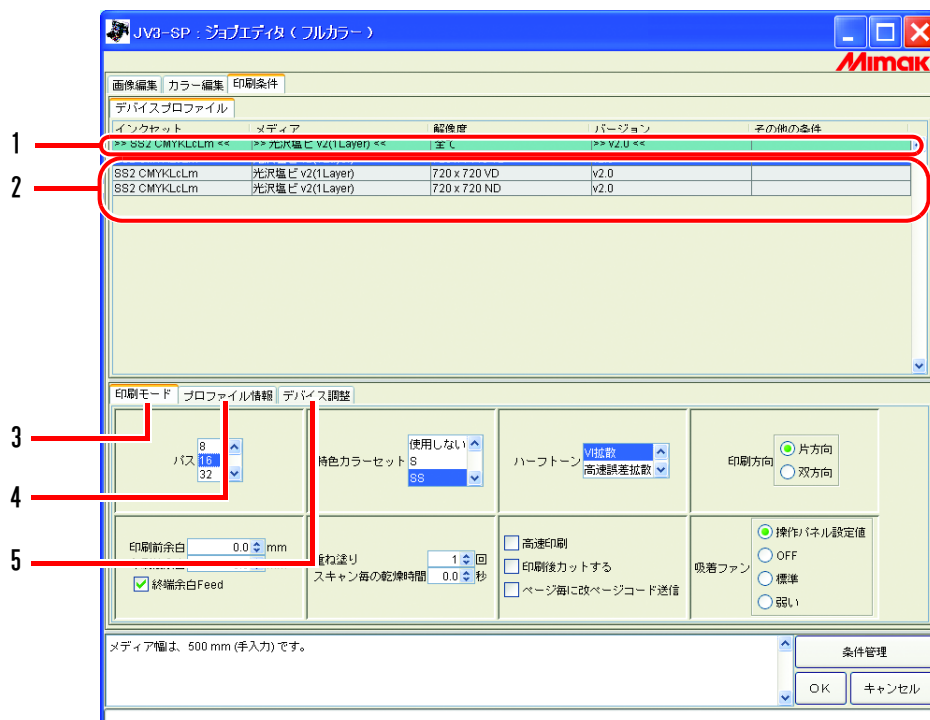 JV3-SP : ジョブエディタ ( フルカラー )
Mimaki
画像編集 カラー編集 印刷条件
デバイスプロファイル
インクセット メディア 解像度 バージョン その他の条件
1
>> SS2 CMYKLcLm << >> 光沢塩ビ v2(1Layer) << 全て >> v2.0 <<
2
SS2 CMYKLcLm 光沢塩ビ v2(1Layer) 720 x 720 VD v2.0
SS2 CMYKLcLm 光沢塩ビ v2(1Layer) 720 x 720 ND v2.0
印刷モード プロファイル情報 デバイス調整
3
4
5
パス 8 16 32
特色カラーセット 使用しない S SS
ハーフトーン VI拡散 高速誤差拡散
印刷方向 片方向 双方向
印刷前余白 0.0 mm
終端余白Feed
重ね塗り 1 回
スキャン毎の乾燥時間 0.0 秒
高速印刷
印刷後カットする
ページ毎に改ページコード送信
吸着ファン 操作パネル設定値 OFF 標準 弱い
メディア幅は、500 mm (手入力) です。
条件管理
OK キャンセル